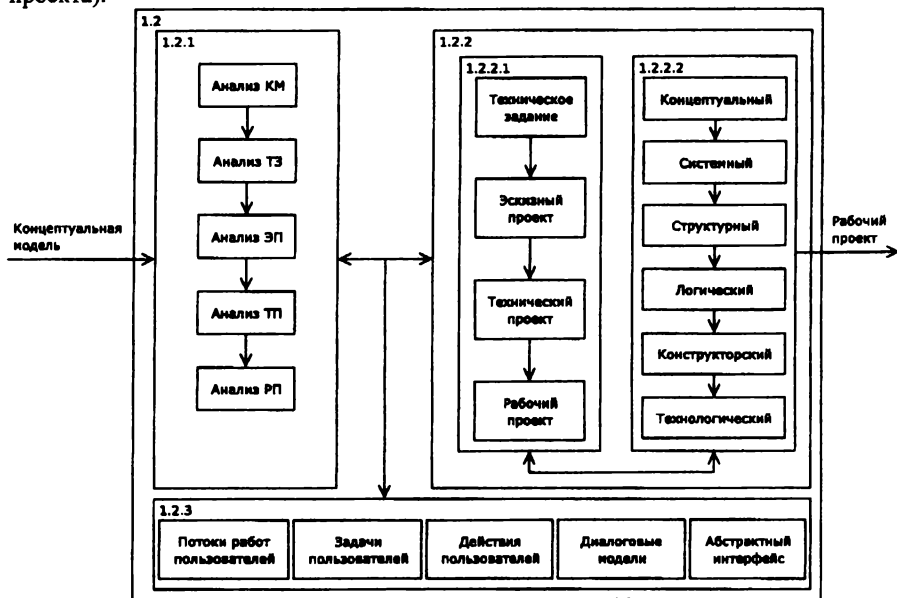 проекта).
1.2
1.2.1
Анализ КМ
Анализ ТЗ
Анализ ЭП
Анализ ТП
Анализ РП
Концептуальная
модель
1.2.2
1.2.2.1
Техническое
задание
Эскизный
проект
Технический
проект
Рабочий
проект
1.2.2.2
Концептуальный
Системный
Структурный
Логический
Конструкторский
Технологический
Рабочий
проект
1.2.3
Потоки работ
пользователей
Задачи
пользователей
Действия
пользователей
Диалоговые
модели
Абстрактный
интерфейс